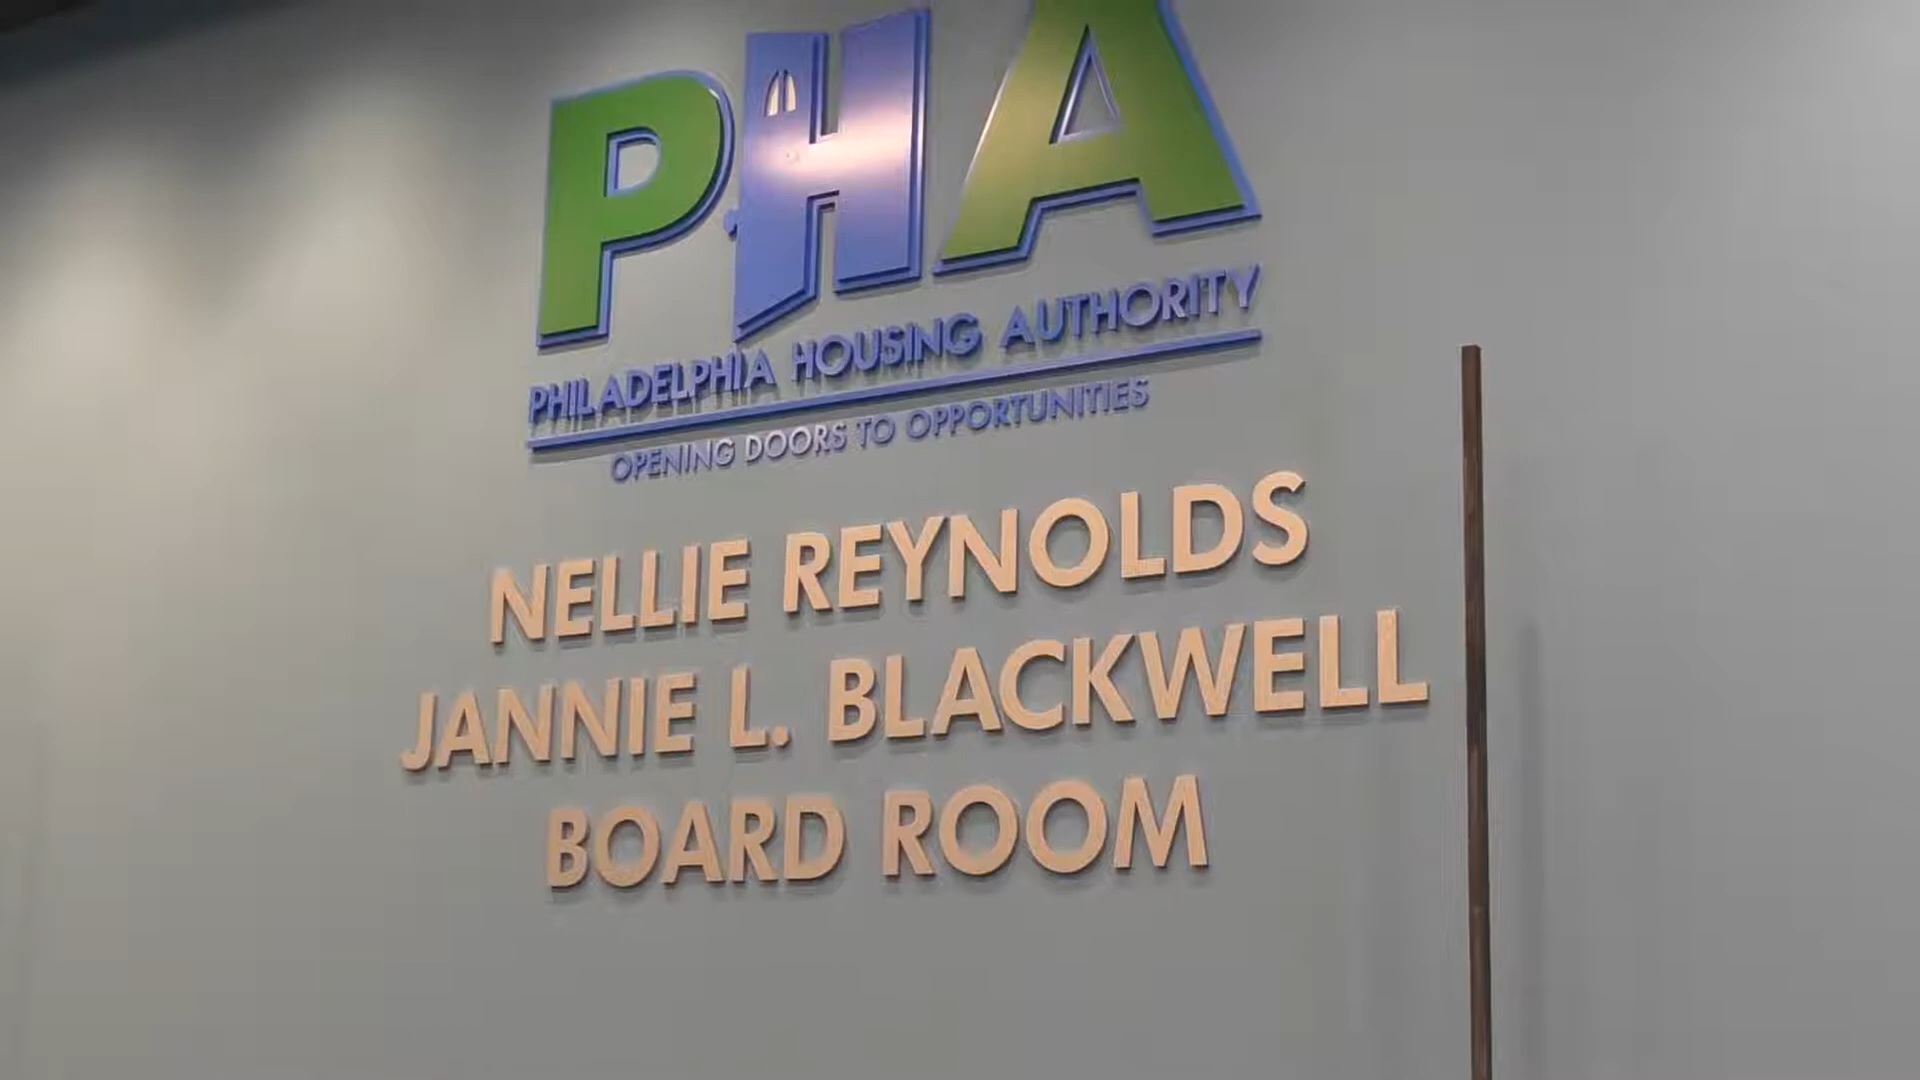 PHA
PHILADELPHIA HOUSING AUTHORITY
OPENING DOORS TO OPPORTUNITIES
NELLIE REYNOLDS
JANNIE L. BLACKWELL
BOARD ROOM